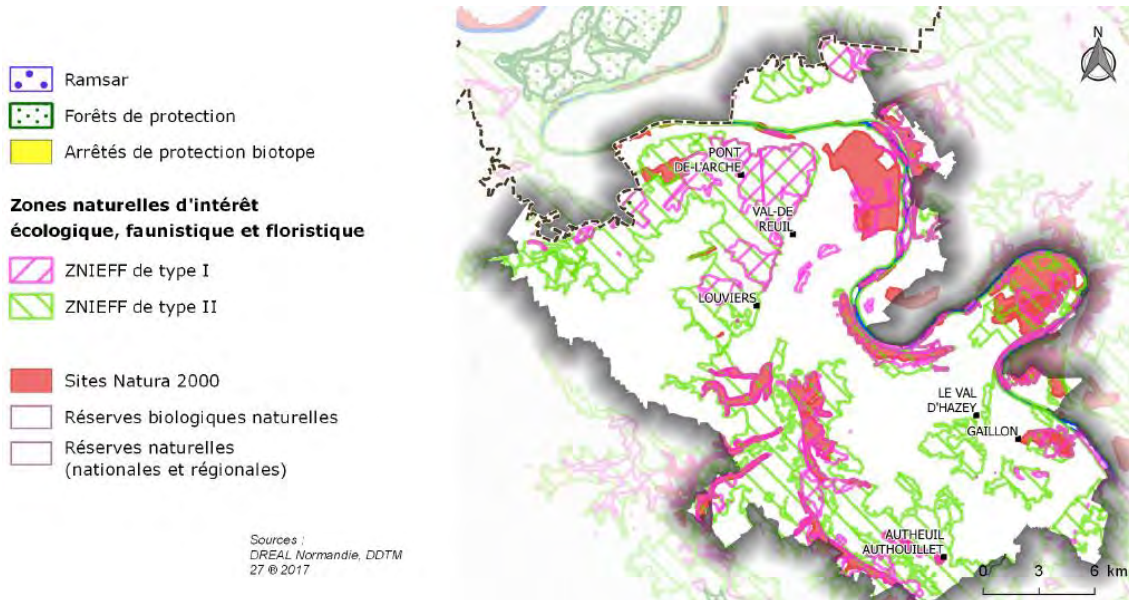 Ramsar
Forêts de protection
Arrêtés de protection biotope
Zones naturelles d'intérêt
écologique, faunistique et floristique
ZNIEFF de type I
ZNIEFF de type II
Sites Natura 2000
Réserves biologiques naturelles
Réserves naturelles
(nationales et régionales)
Sources :
DREAL Normandie, DDTM
27 ® 2017
N
PONT
DE-L'ARCHE
VAL-DE
REUIL
LOUVIERS
LE VAL
D'HAZEY
GAILLON
AUTHEUIL
AUTHOUILLET
0 3 6 km